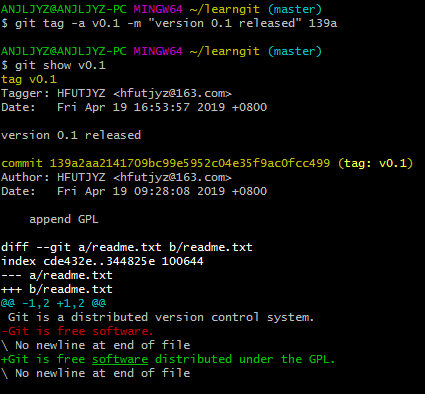 ANJLJYZ@ANJLJYZ-PC MINGW64 ~/learngit (master)
$ git tag -a v0.1 -m "version 0.1 released" 139a
ANJLJYZ@ANJLJYZ-PC MINGW64 ~/learngit (master)
$ git show v0.1
tag v0.1
Tagger: HFUTJYZ <hfutjyz@163.com>
Date:   Fri Apr 19 16:53:57 2019 +0800
version 0.1 released
commit 139a2aa2141709bc99e5952c04e35f9ac0fcc499 (tag: v0.1)
Author: HFUTJYZ <hfutjyz@163.com>
Date:   Fri Apr 19 09:28:08 2019 +0800
    append GPL
diff --git a/readme.txt b/readme.txt
index cde432e..344825e 100644
--- a/readme.txt
+++ b/readme.txt
@@ -1,2 +1,2 @@
 Git is a distributed version control system.
-Git is free software.
\ No newline at end of file
+Git is free software distributed under the GPL.
\ No newline at end of file